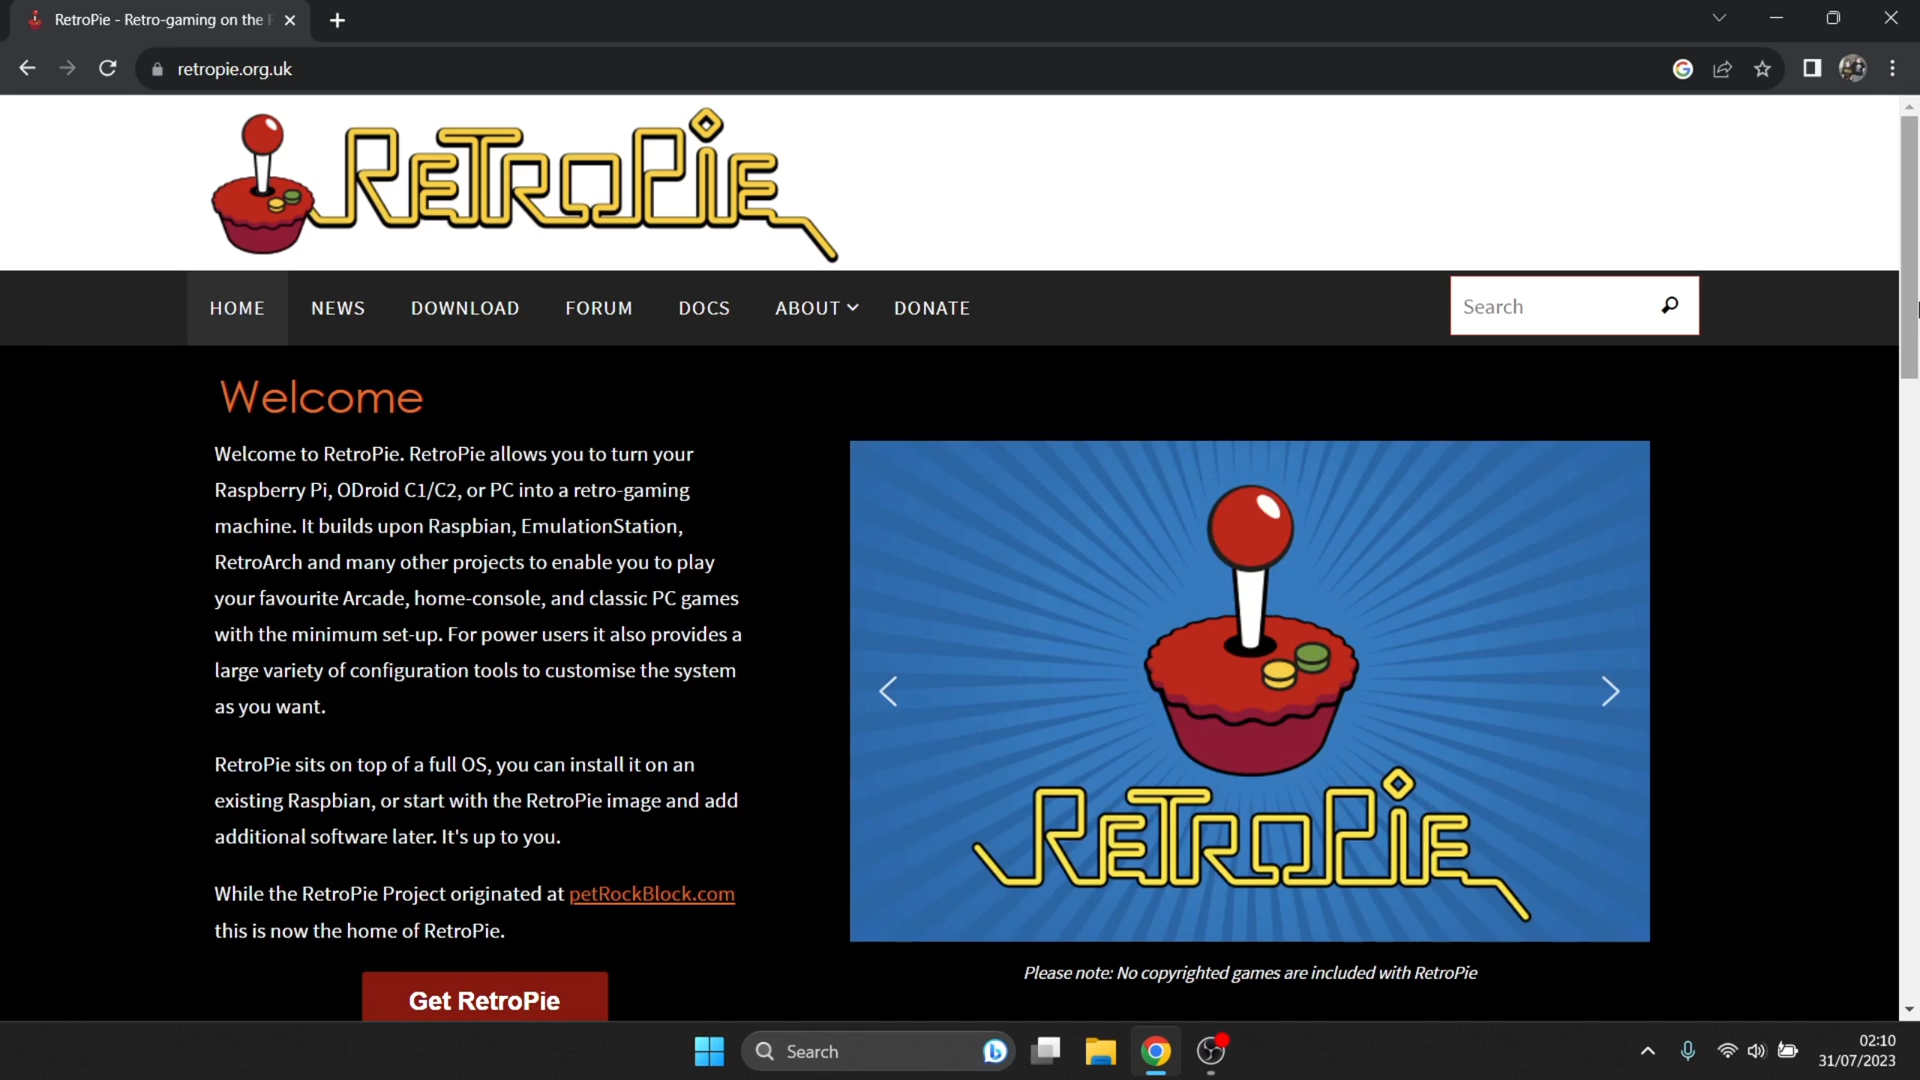 RetroPie - Retro-gaming on the
retropie.org.uk
RETROPIE
HOME
NEWS
DOWNLOAD
FORUM
DOCS
ABOUT
DONATE
Search
Welcome
Welcome to RetroPie. RetroPie allows you to turn your
Raspberry Pi, ODroid C1/C2, or PC into a retro-gaming
machine. It builds upon Raspbian, EmulationStation,
RetroArch and many other projects to enable you to play
your favourite Arcade, home-console, and classic PC games
with the minimum set-up. For power users it also provides a
large variety of configuration tools to customise the system
as you want.
RetroPie sits on top of a full OS, you can install it on an
existing Raspbian, or start with the RetroPie image and add
additional software later. It's up to you.
While the RetroPie Project originated at petRockBlock.com
this is now the home of RetroPie.
Get RetroPie
RETROPIE
Please note: No copyrighted games are included with RetroPie
Search
02:10
31/07/2023